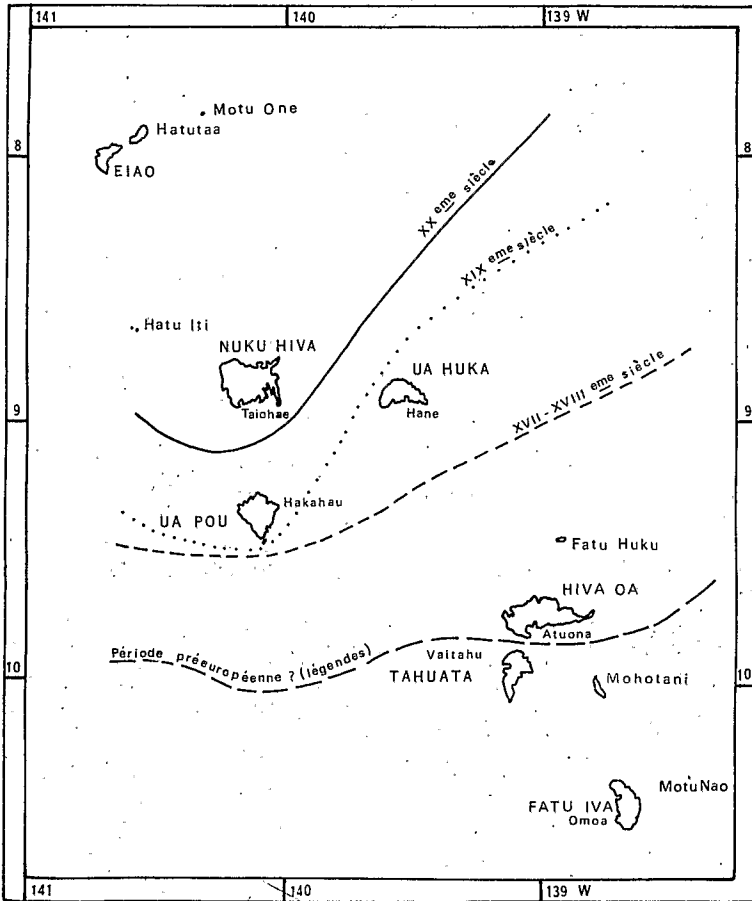 141
140
139 W
Motu One
Hatutaa
EIAO
8
8
XXeme siècle
XIXeme siècle
Hatu Iti
NUKU HIVA
Taiohae
UA HUKA
Hane
XVII-XVIIIeme siècle
9
9
Hakahau
UA POU
Fatu Huku
HIVA OA
Atuona
Période préeuropéenne ? (légendes)
Vaitahu
TAHUATA
Mohotani
10
10
Motu Nao
FATU IVA
Omoa
141
140
139 W